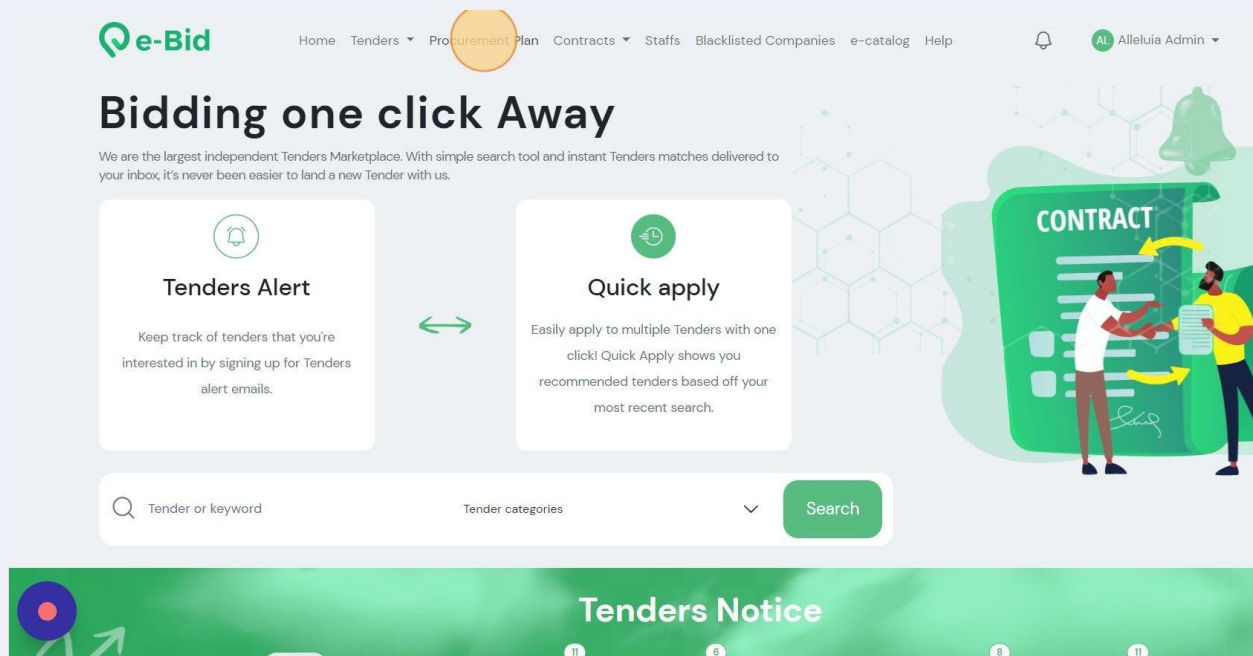 e-Bid
Home Tenders Procurement Plan Contracts Staffs Blacklisted Companies e-catalog Help AL Alleluia Admin
Bidding one click Away
We are the largest independent Tenders Marketplace. With simple search tool and instant Tenders matches delivered to
your inbox, it's never been easier to land a new Tender with us.
Tenders Alert
Keep track of tenders that you're
interested in by signing up for Tenders
alert emails.
Quick apply
Easily apply to multiple Tenders with one
click! Quick Apply shows you
recommended tenders based off your
most recent search.
CONTRACT
Tender or keyword Tender categories Search
Tenders Notice
11 6 8 11